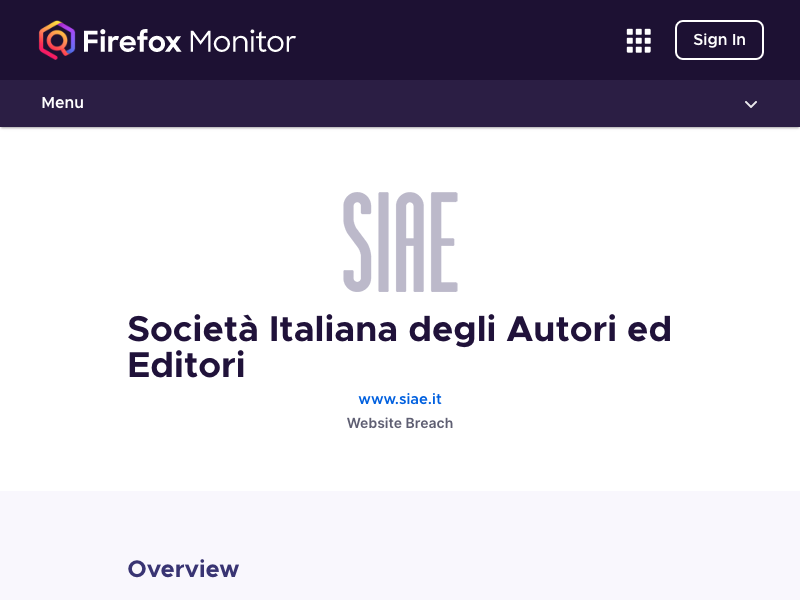 Firefox Monitor
Sign In
Menu
SIAE
Società Italiana degli Autori ed
Editori
www.siae.it
Website Breach
Overview